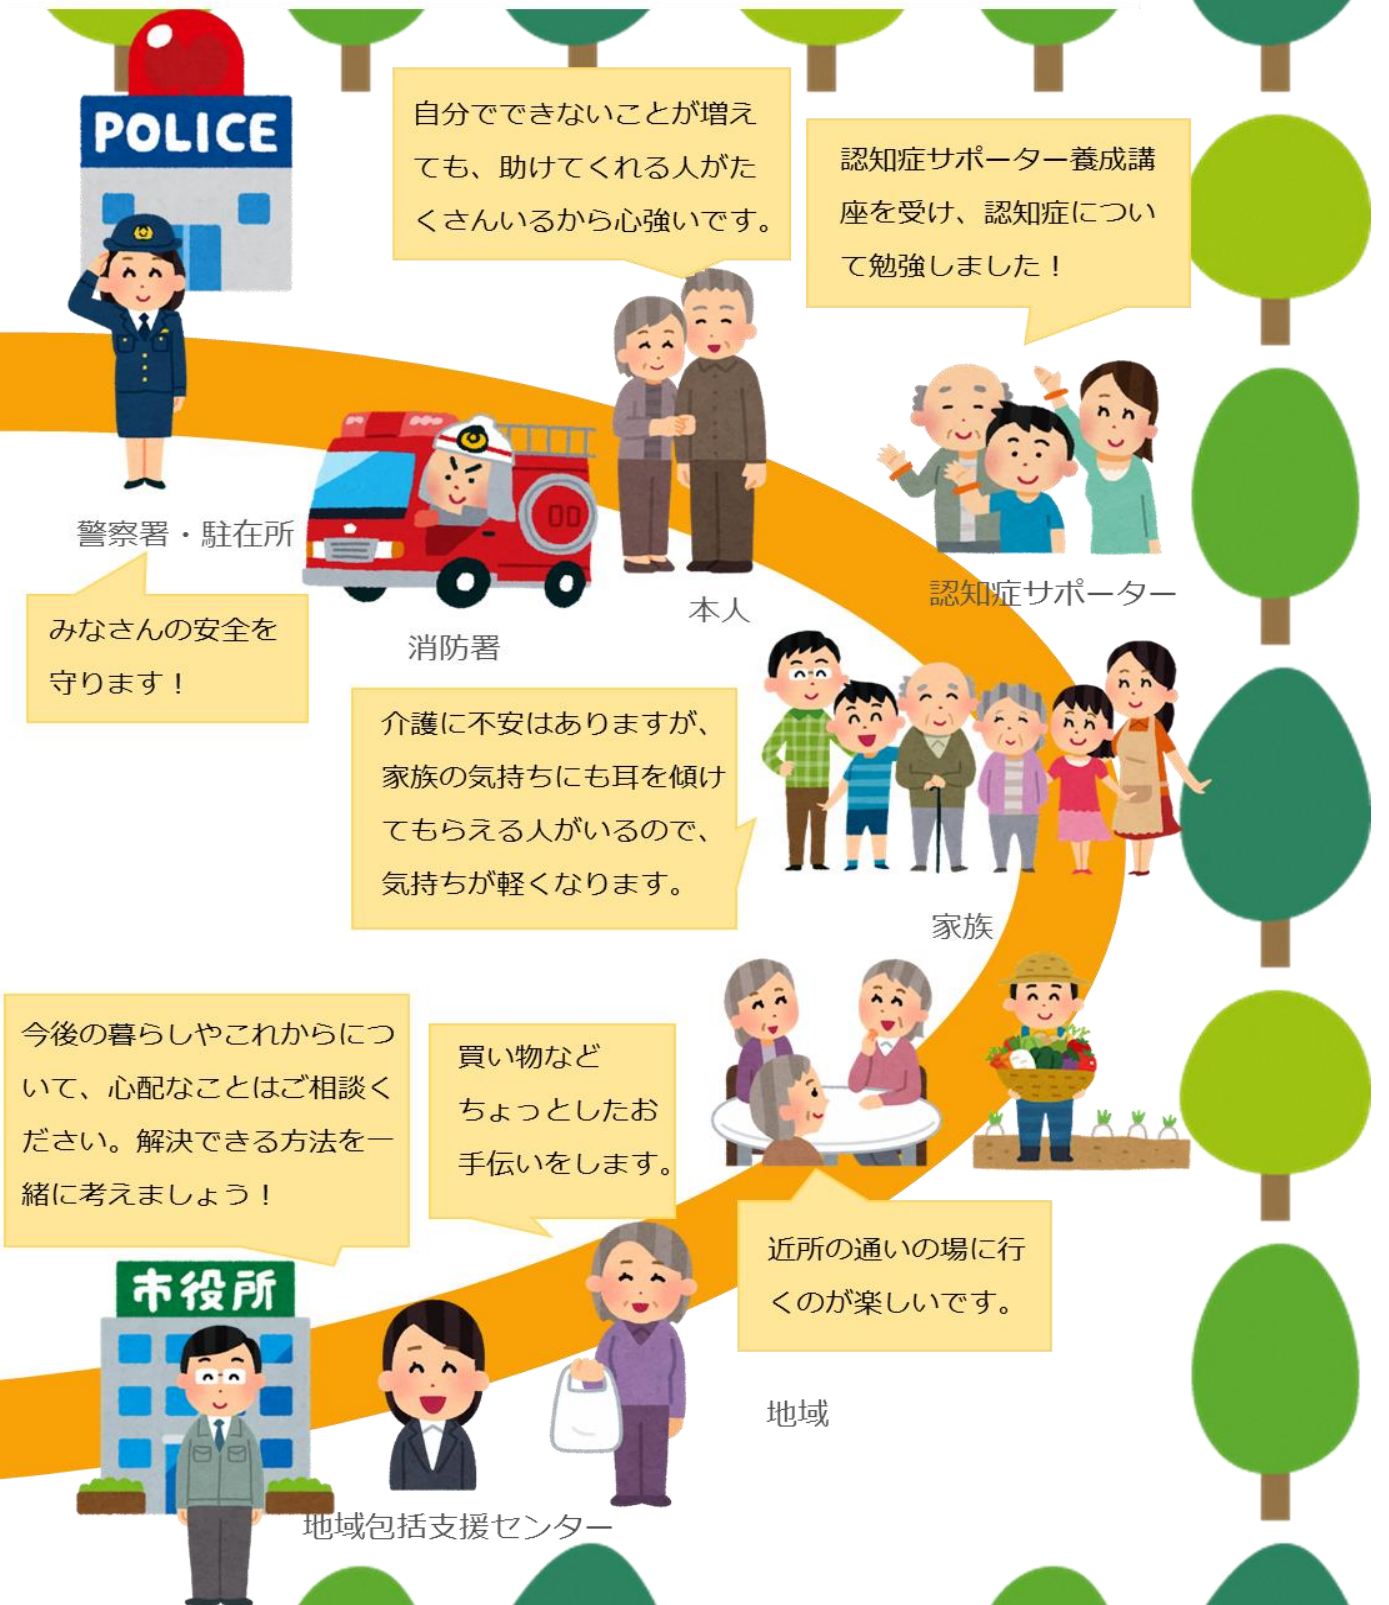 POLICE
自分でできないことが増え
ても、助けてくれる人がた
くさんいるから心強いです。
認知症サポーター養成講
座を受け、認知症につい
て勉強しました！
警察署・駐在所
みなさんの安全を
守ります！
消防署
本人
認知症サポーター
介護に不安はありますが、
家族の気持ちにも耳を傾け
てもらえる人がいるので、
気持ちが軽くなります。
家族
今後の暮らしやこれからにつ
いて、心配なことはご相談く
ださい。解決できる方法を一
緒に考えましょう！
買い物など
ちょっとしたお
手伝いをします。
近所の通いの場に行
くのが楽しいです。
市役所
地域
地域包括支援センター